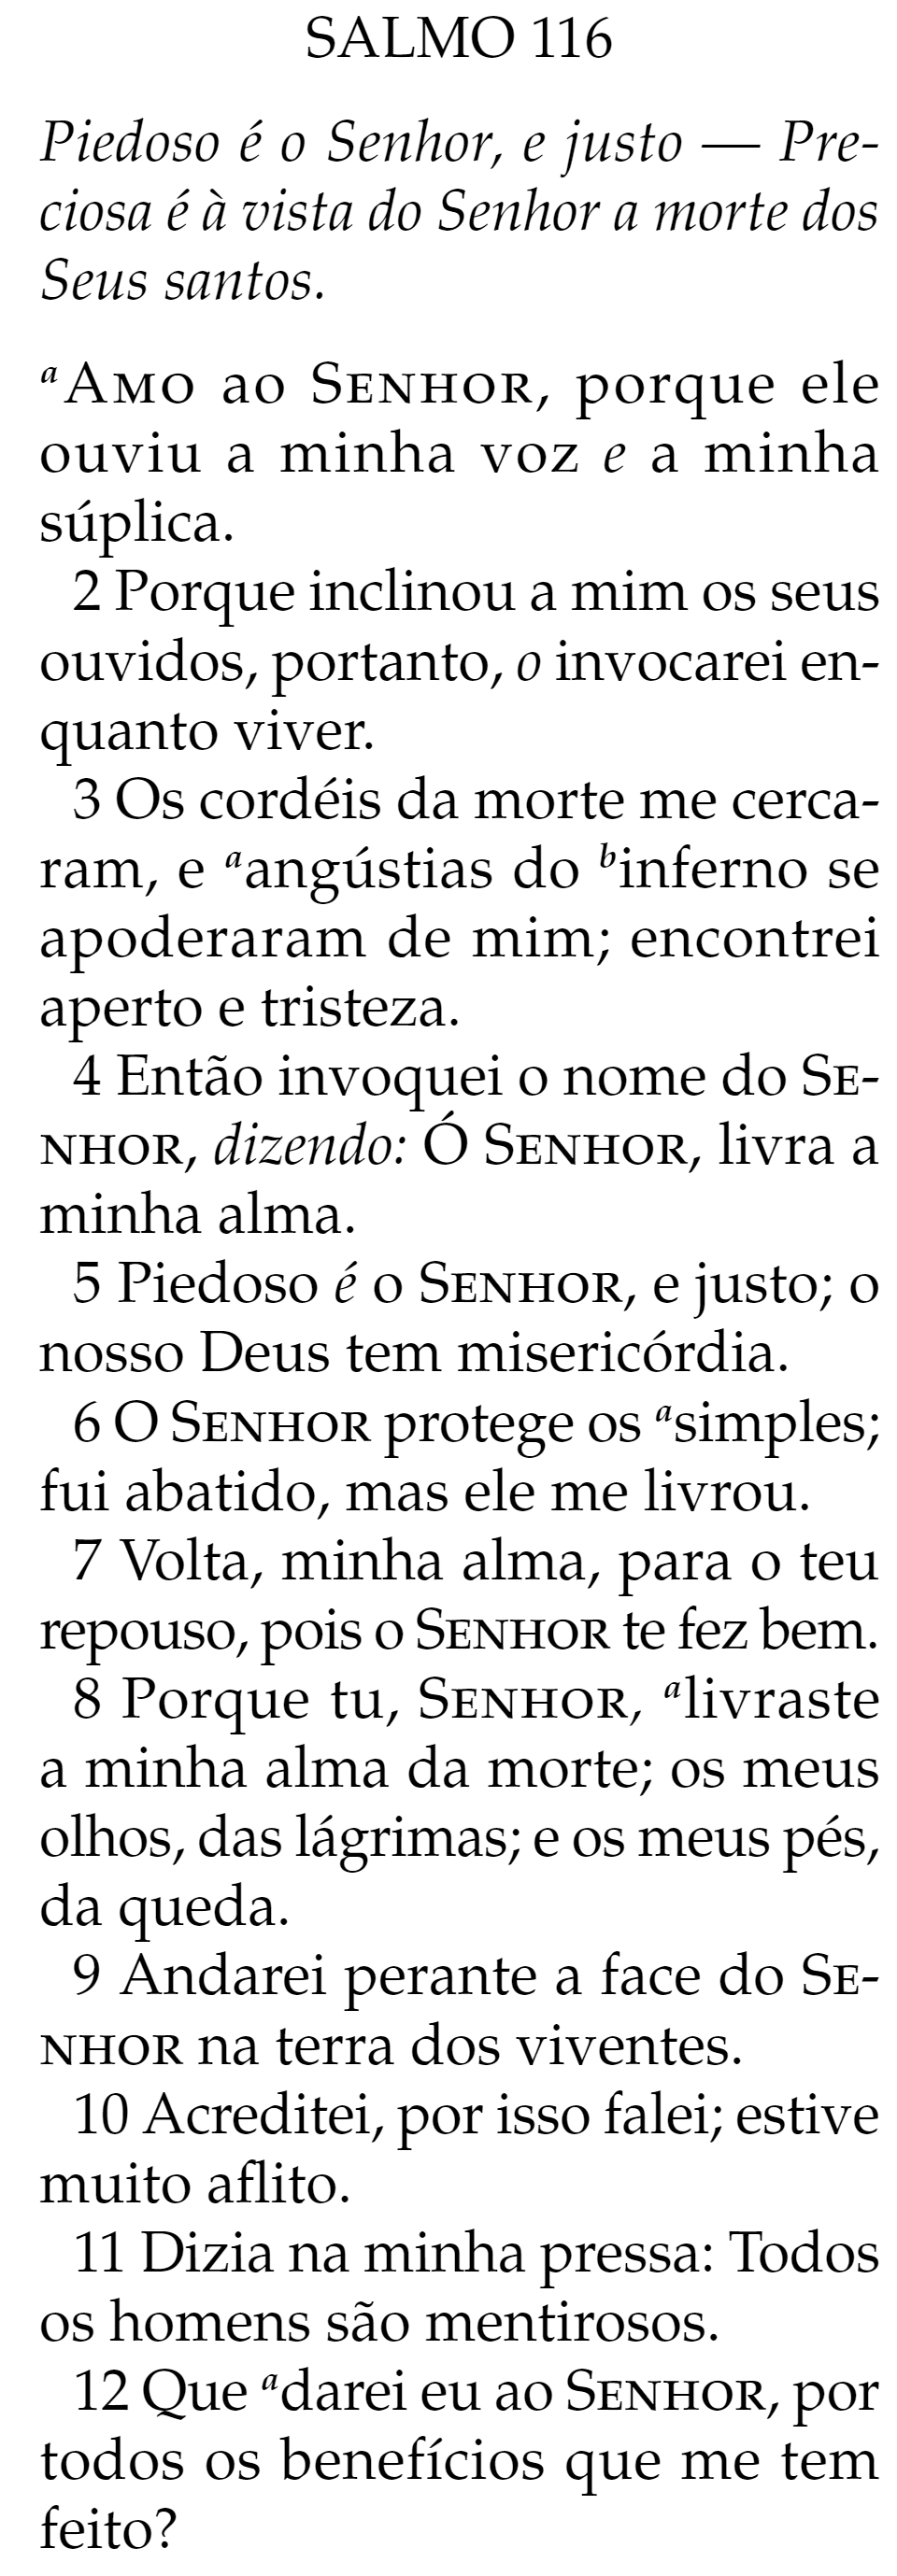 SALMO 116
Piedoso é o Senhor, e justo — Pre-
ciosa é à vista do Senhor a morte dos
Seus santos.
aAMO ao SENHOR, porque ele
ouviu a minha voz e a minha
súplica.
2 Porque inclinou a mim os seus
ouvidos, portanto, o invocarei en-
quanto viver.
3 Os cordéis da morte me cerca-
ram, e aangústias do binferno se
apoderaram de mim; encontrei
aperto e tristeza.
4 Então invoquei o nome do SE-
NHOR, dizendo: Ó SENHOR, livra a
minha alma.
5 Piedoso é o SENHOR, e justo; o
nosso Deus tem misericórdia.
6 O SENHOR protege os asimples;
fui abatido, mas ele me livrou.
7 Volta, minha alma, para o teu
repouso, pois o SENHOR te fez bem.
8 Porque tu, SENHOR, alivraste
a minha alma da morte; os meus
olhos, das lágrimas; e os meus pés,
da queda.
9 Andarei perante a face do SE-
NHOR na terra dos viventes.
10 Acreditei, por isso falei; estive
muito aflito.
11 Dizia na minha pressa: Todos
os homens são mentirosos.
12 Que adarei eu ao SENHOR, por
todos os benefícios que me tem
feito?